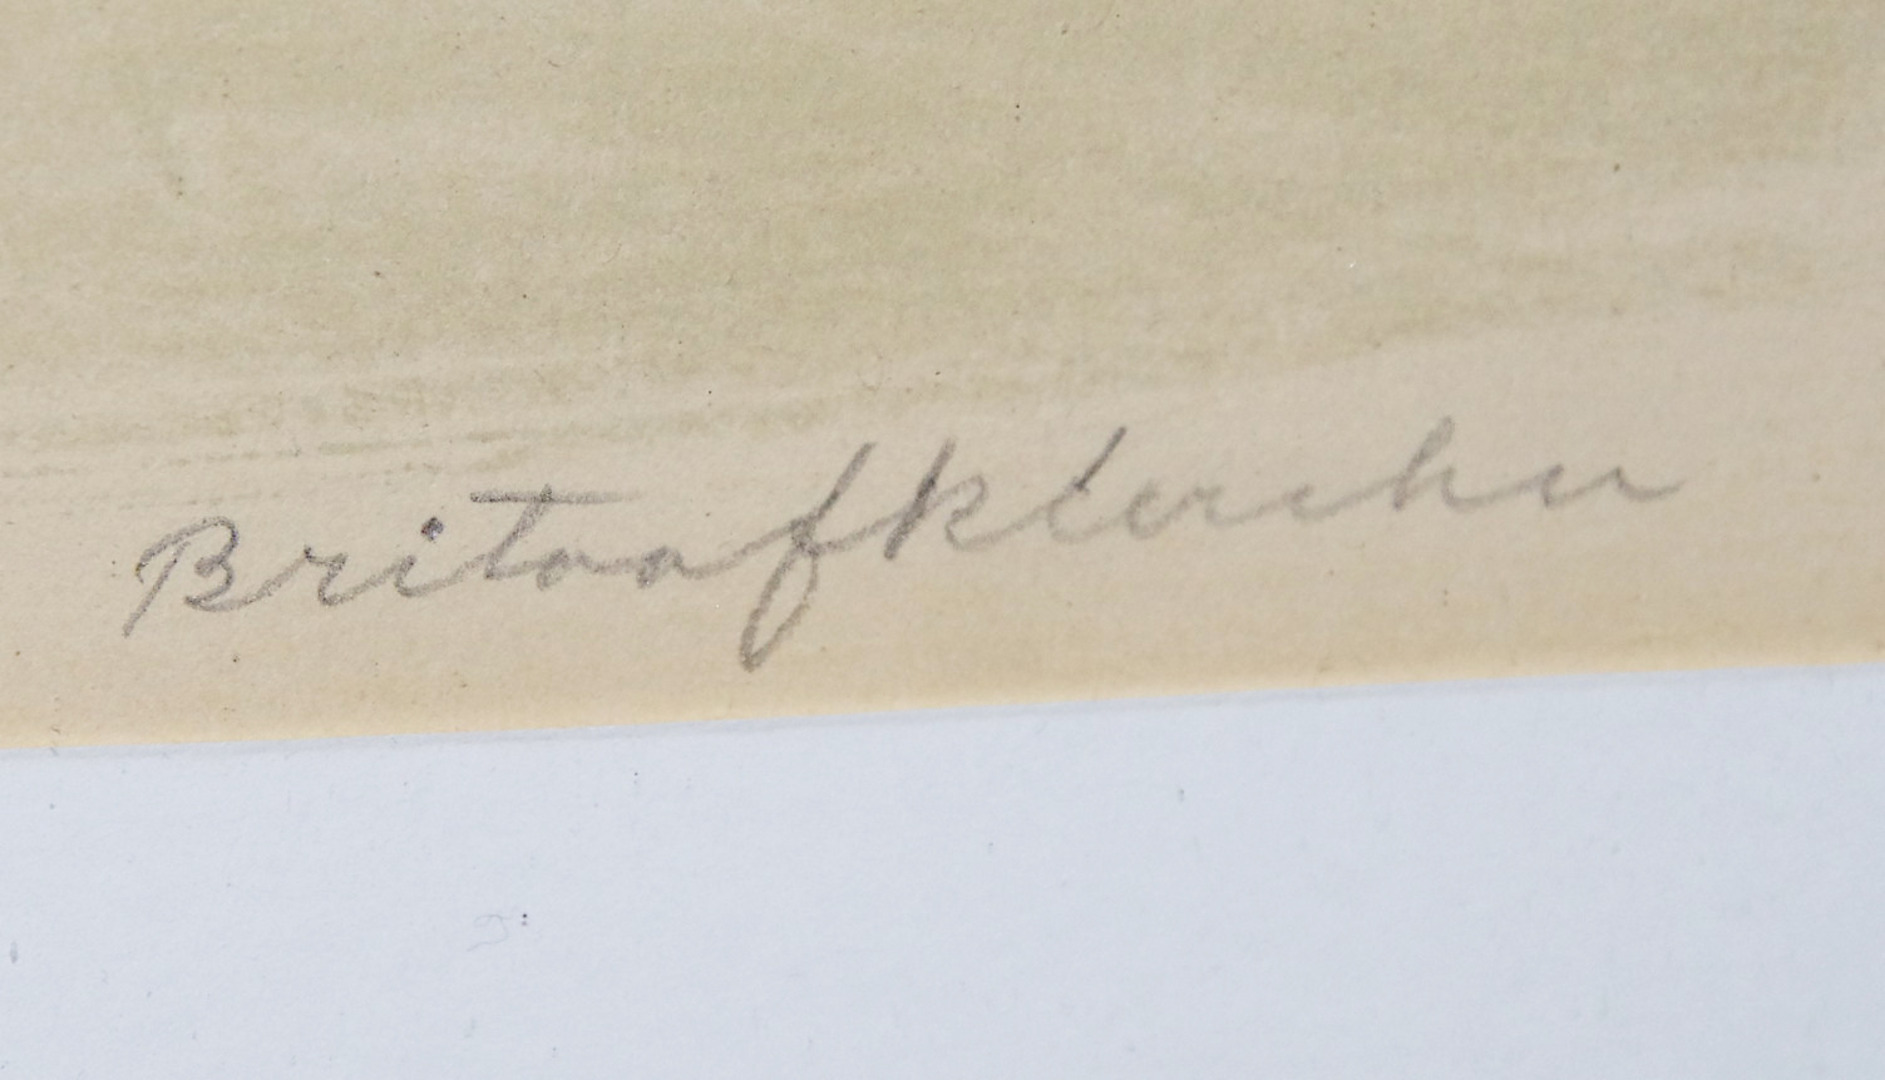 Brita af Klercker